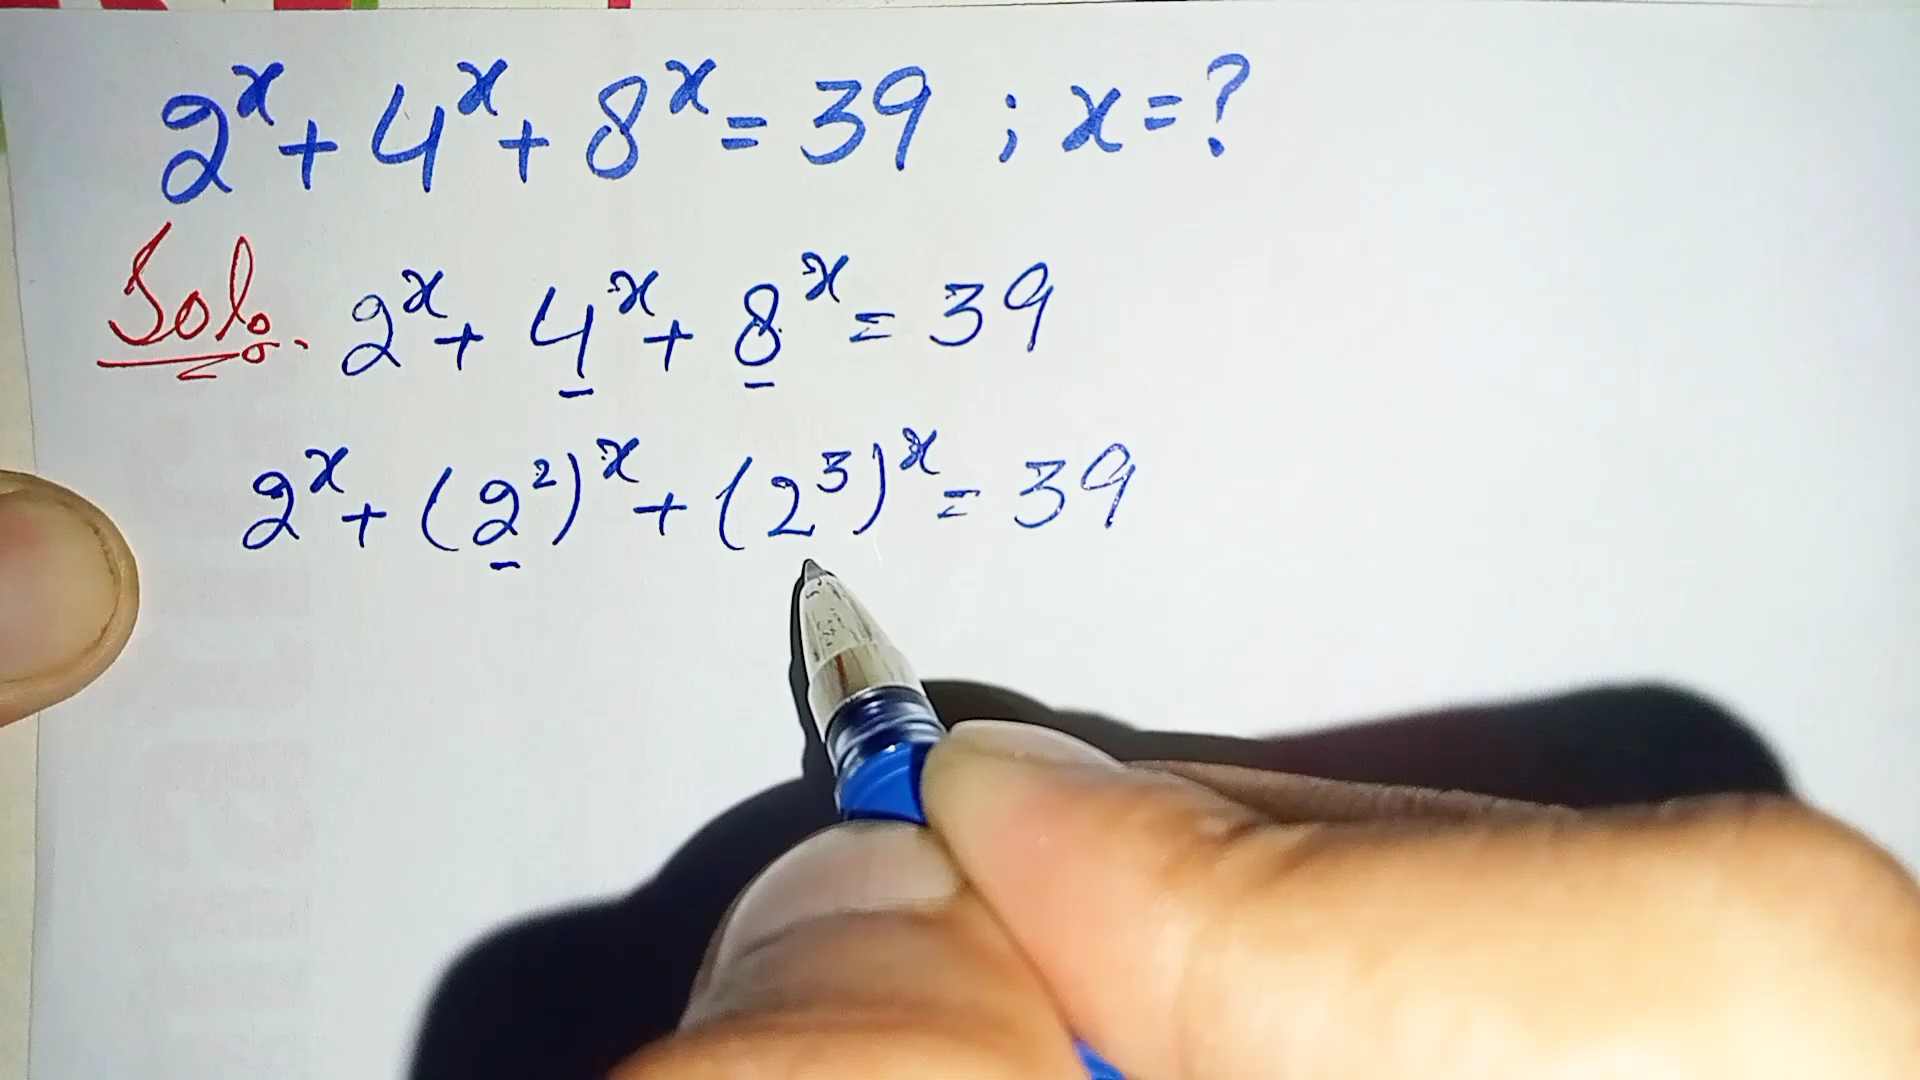 2^x + 4^x + 8^x = 39 ; x = ?
Sol. 2^x + 4^x + 8^x = 39
2^x + (2^2)^x + (2^3)^x = 39